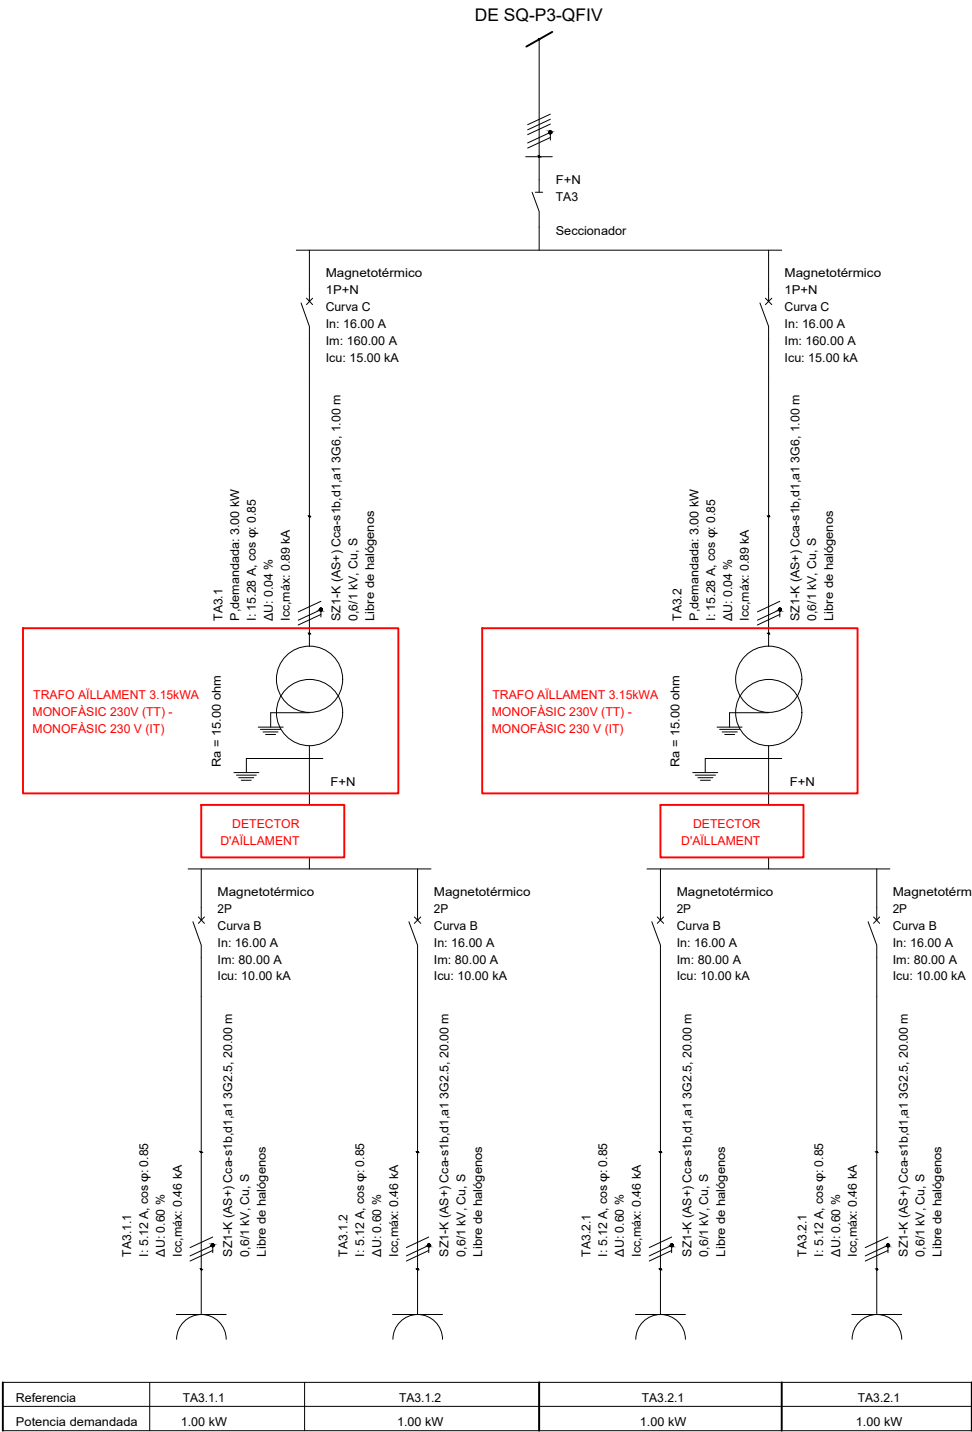 DE SQ-P3-QFIV
F+N
TA3
Seccionador
Magnetotérmico
1P+N
Curva C
In: 16.00 A
Im: 160.00 A
Icu: 15.00 kA
Magnetotérmico
1P+N
Curva C
In: 16.00 A
Im: 160.00 A
Icu: 15.00 kA
TA3.1
P,demandada: 3.00 kW
I: 15.28 A, cos φ: 0.85
ΔU: 0.04 %
Icc,máx: 0.89 kA
SZ1-K (AS+) Cca-s1b,d1,a1 3G6, 1.00 m
0,6/1 kV, Cu, S
Libre de halógenos
TA3.2
P,demandada: 3.00 kW
I: 15.28 A, cos φ: 0.85
ΔU: 0.04 %
Icc,máx: 0.89 kA
SZ1-K (AS+) Cca-s1b,d1,a1 3G6, 1.00 m
0,6/1 kV, Cu, S
Libre de halógenos
TRAFO AÏLLAMENT 3.15kWA
MONOFÀSIC 230V (TT) -
MONOFÀSIC 230 V (IT)
Ra = 15.00 ohm
F+N
TRAFO AÏLLAMENT 3.15kWA
MONOFÀSIC 230V (TT) -
MONOFÀSIC 230 V (IT)
Ra = 15.00 ohm
F+N
DETECTOR
D'AÏLLAMENT
DETECTOR
D'AÏLLAMENT
Magnetotérmico
2P
Curva B
In: 16.00 A
Im: 80.00 A
Icu: 10.00 kA
Magnetotérmico
2P
Curva B
In: 16.00 A
Im: 80.00 A
Icu: 10.00 kA
Magnetotérmico
2P
Curva B
In: 16.00 A
Im: 80.00 A
Icu: 10.00 kA
Magnetotérm
2P
Curva B
In: 16.00 A
Im: 80.00 A
Icu: 10.00 kA
TA3.1.1
I: 5.12 A, cos φ: 0.85
ΔU: 0.60 %
Icc,máx: 0.46 kA
SZ1-K (AS+) Cca-s1b,d1,a1 3G2.5, 20.00 m
0,6/1 kV, Cu, S
Libre de halógenos
TA3.1.2
I: 5.12 A, cos φ: 0.85
ΔU: 0.60 %
Icc,máx: 0.46 kA
SZ1-K (AS+) Cca-s1b,d1,a1 3G2.5, 20.00 m
0,6/1 kV, Cu, S
Libre de halógenos
TA3.2.1
I: 5.12 A, cos φ: 0.85
ΔU: 0.60 %
Icc,máx: 0.46 kA
SZ1-K (AS+) Cca-s1b,d1,a1 3G2.5, 20.00 m
0,6/1 kV, Cu, S
Libre de halógenos
TA3.2.1
I: 5.12 A, cos φ: 0.85
ΔU: 0.60 %
Icc,máx: 0.46 kA
SZ1-K (AS+) Cca-s1b,d1,a1 3G2.5, 20.00 m
0,6/1 kV, Cu, S
Libre de halógenos
Referencia TA3.1.1 TA3.1.2 TA3.2.1 TA3.2.1
Potencia demandada 1.00 kW 1.00 kW 1.00 kW 1.00 kW